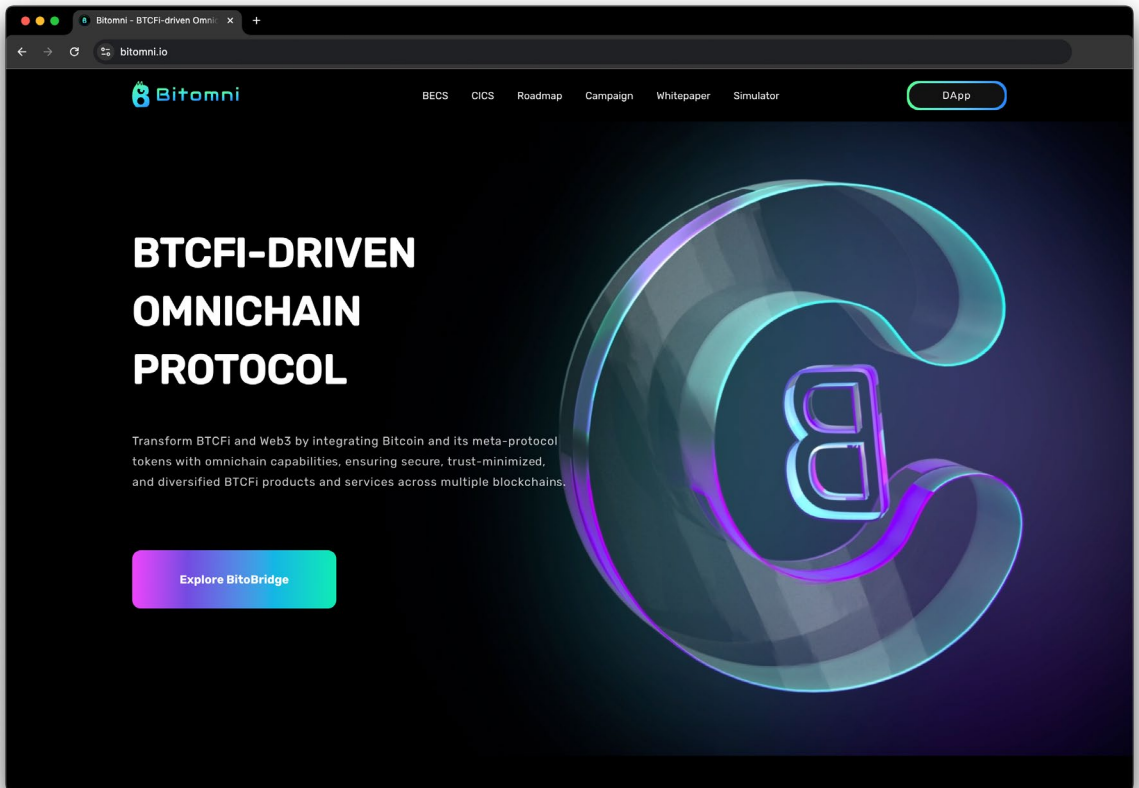 Bitomni - BTCFi-driven Omnic
bitomni.io
Bitomni
BECS CICS Roadmap Campaign Whitepaper Simulator
DApp
BTCFI-DRIVEN
OMNICHAIN
PROTOCOL
Transform BTCFi and Web3 by integrating Bitcoin and its meta-protocol
tokens with omnichain capabilities, ensuring secure, trust-minimized,
and diversified BTCFi products and services across multiple blockchains.
Explore BitoBridge